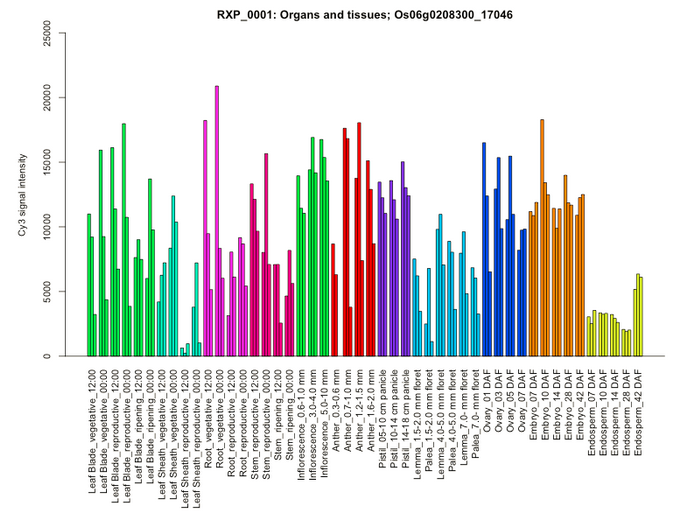 RXP_0001: Organs and tissues; Os06g0208300_17046
Cy3 signal intensity
25000
20000
15000
10000
5000
0
Leaf Blade_vegetative_12:00
Leaf Blade_vegetative_00:00
Leaf Blade_reproductive_12:00
Leaf Blade_reproductive_00:00
Leaf Blade_ripening_12:00
Leaf Blade_ripening_00:00
Leaf Sheath_vegetative_12:00
Leaf Sheath_vegetative_00:00
Leaf Sheath_reproductive_12:00
Leaf Sheath_reproductive_00:00
Root_vegetative_12:00
Root_vegetative_00:00
Root_reproductive_12:00
Root_reproductive_00:00
Stem_reproductive_12:00
Stem_reproductive_00:00
Stem_ripening_12:00
Stem_ripening_00:00
Inflorescence_0.6-1.0 mm
Inflorescence_3.0-4.0 mm
Inflorescence_5.0-10 mm
Anther_0.3-0.6 mm
Anther_0.7-1.0 mm
Anther_1.2-1.5 mm
Anther_1.6-2.0 mm
Pistil_05-10 cm panicle
Pistil_10-14 cm panicle
Pistil_14-18 cm panicle
Lemma_1.5-2.0 mm floret
Palea_1.5-2.0 mm floret
Lemma_4.0-5.0 mm floret
Palea_4.0-5.0 mm floret
Lemma_7.0- mm floret
Palea_7.0- mm floret
Ovary_01 DAF
Ovary_03 DAF
Ovary_05 DAF
Ovary_07 DAF
Embryo_07 DAF
Embryo_10 DAF
Embryo_14 DAF
Embryo_28 DAF
Embryo_42 DAF
Endosperm_07 DAF
Endosperm_10 DAF
Endosperm_14 DAF
Endosperm_28 DAF
Endosperm_42 DAF